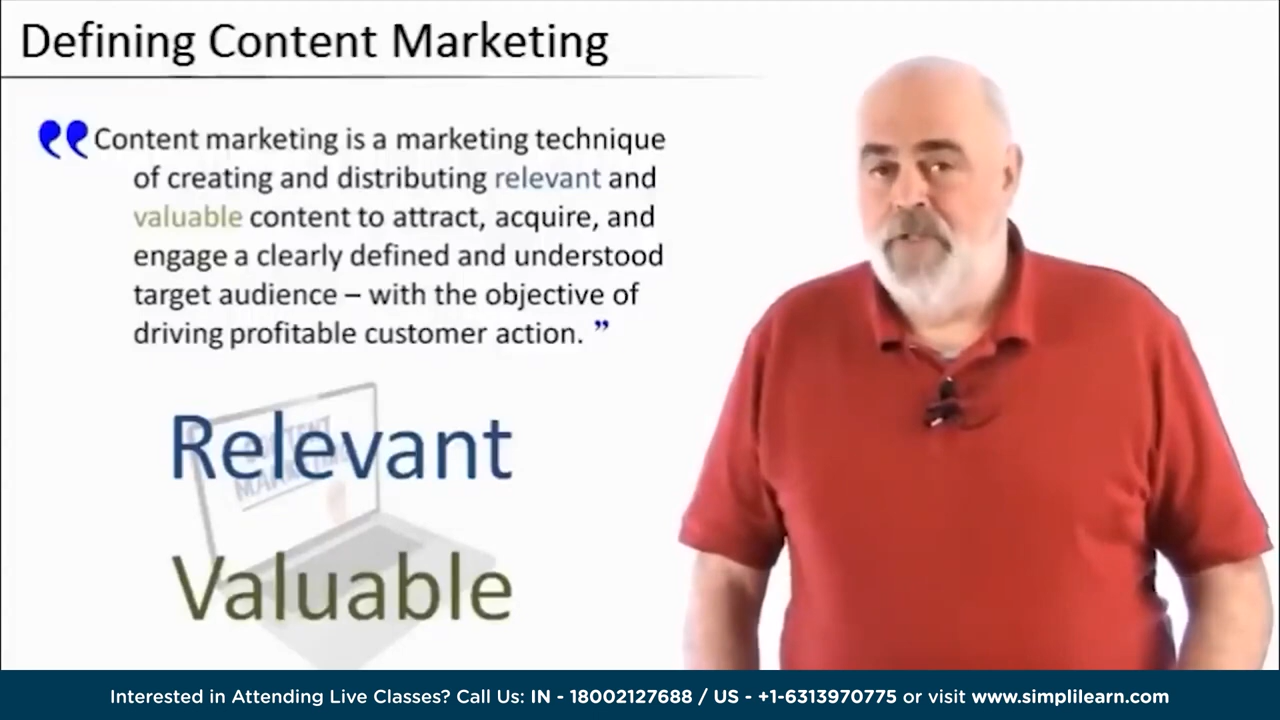 Defining Content Marketing
“Content marketing is a marketing technique
of creating and distributing relevant and
valuable content to attract, acquire, and
engage a clearly defined and understood
target audience – with the objective of
driving profitable customer action. ”
Relevant
Valuable
CONTENT
MARKETING
Interested in Attending Live Classes? Call Us: IN - 18002127688 / US - +1-6313970775 or visit www.simplilearn.com